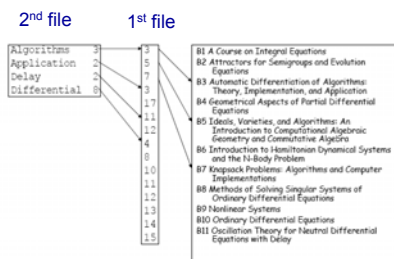 2nd file 1st file
Algorithms 3
Application 2
Delay 2
Differential 8
3
5
7
3
17
11
12
4
8
10
11
12
13
14
15
B1 A Course on Integral Equations
B2 Attractors for Semigroups and Evolution
Equations
B3 Automatic Differentiation of Algorithms:
Theory, Implementation, and Application
B4 Geometrical Aspects of Partial Differential
Equations
B5 Ideals, Varieties, and Algorithms: An
Introduction to Computational Algebraic
Geometry and Commutative Algebra
B6 Introduction to Hamiltonian Dynamical Systems
and the N-Body Problem
B7 Knapsack Problems: Algorithms and Computer
Implementations
B8 Methods of Solving Singular Systems of
Ordinary Differential Equations
B9 Nonlinear Systems
B10 Ordinary Differential Equations
B11 Oscillation Theory for Neutral Differential
Equations with Delay